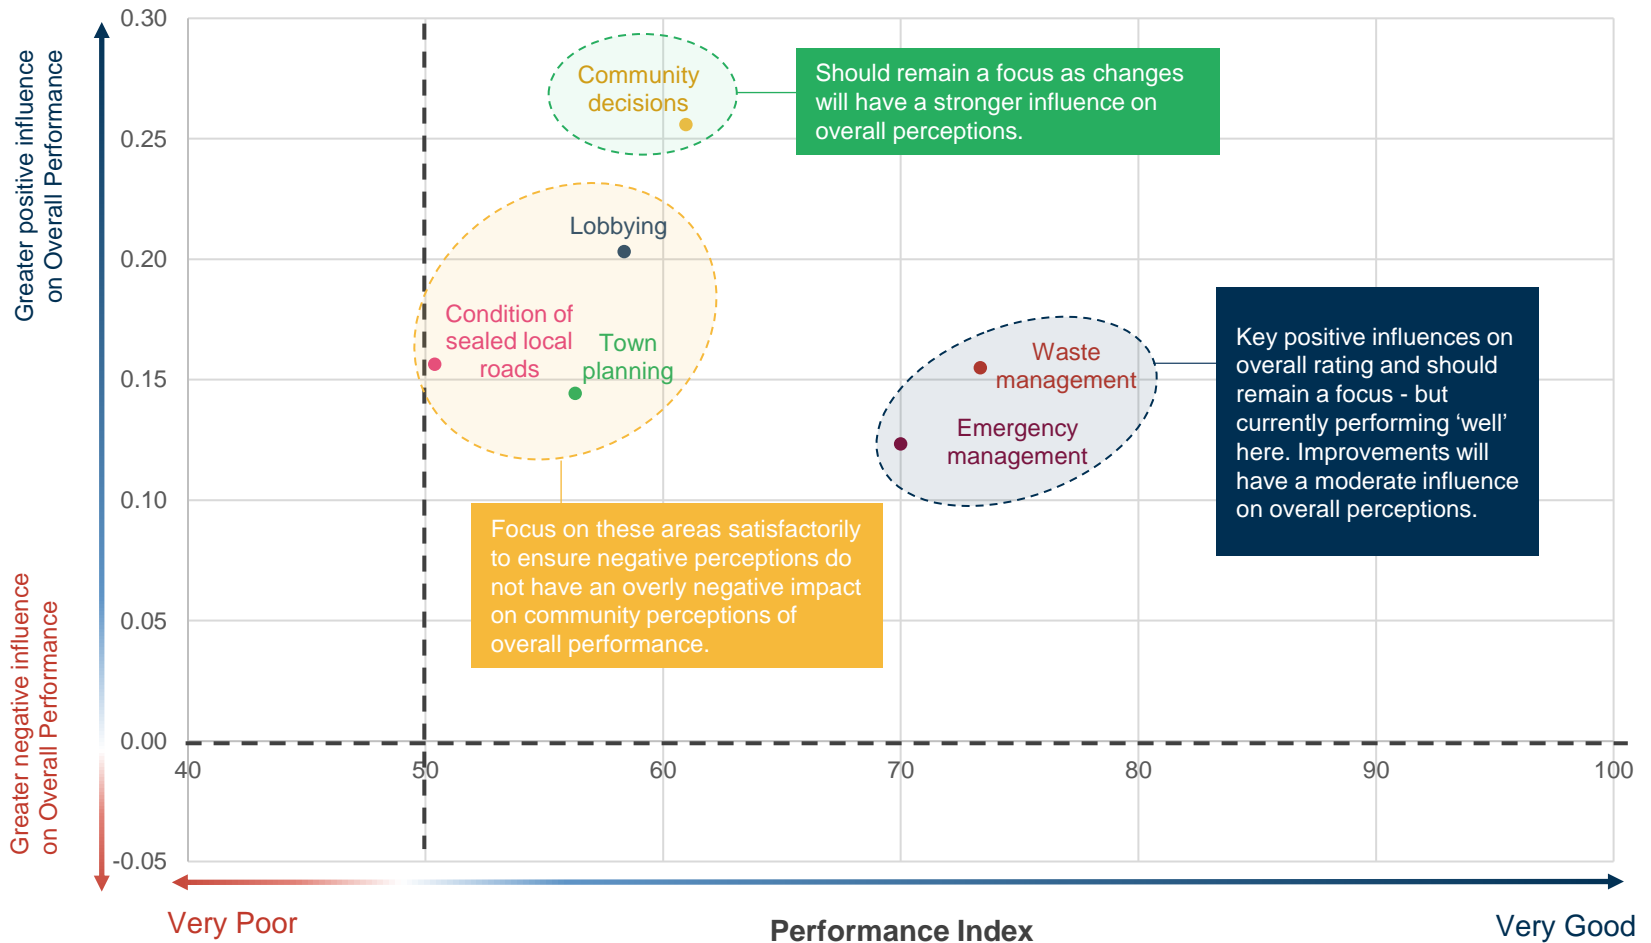 0.30
0.25
0.20
0.15
0.10
0.05
0.00
-0.05
Greater positive influence
on Overall Performance
Greater negative influence
on Overall Performance
Community
decisions
Should remain a focus as changes
will have a stronger influence on
overall perceptions.
Lobbying
Condition of
sealed local
roads
Town
planning
Waste
management
Emergency
management
Key positive influences on
overall rating and should
remain a focus - but
currently performing ‘well’
here. Improvements will
have a moderate influence
on overall perceptions.
Focus on these areas satisfactorily
to ensure negative perceptions do
not have an overly negative impact
on community perceptions of
overall performance.
40
50
60
70
80
90
100
Very Poor
Performance Index
Very Good